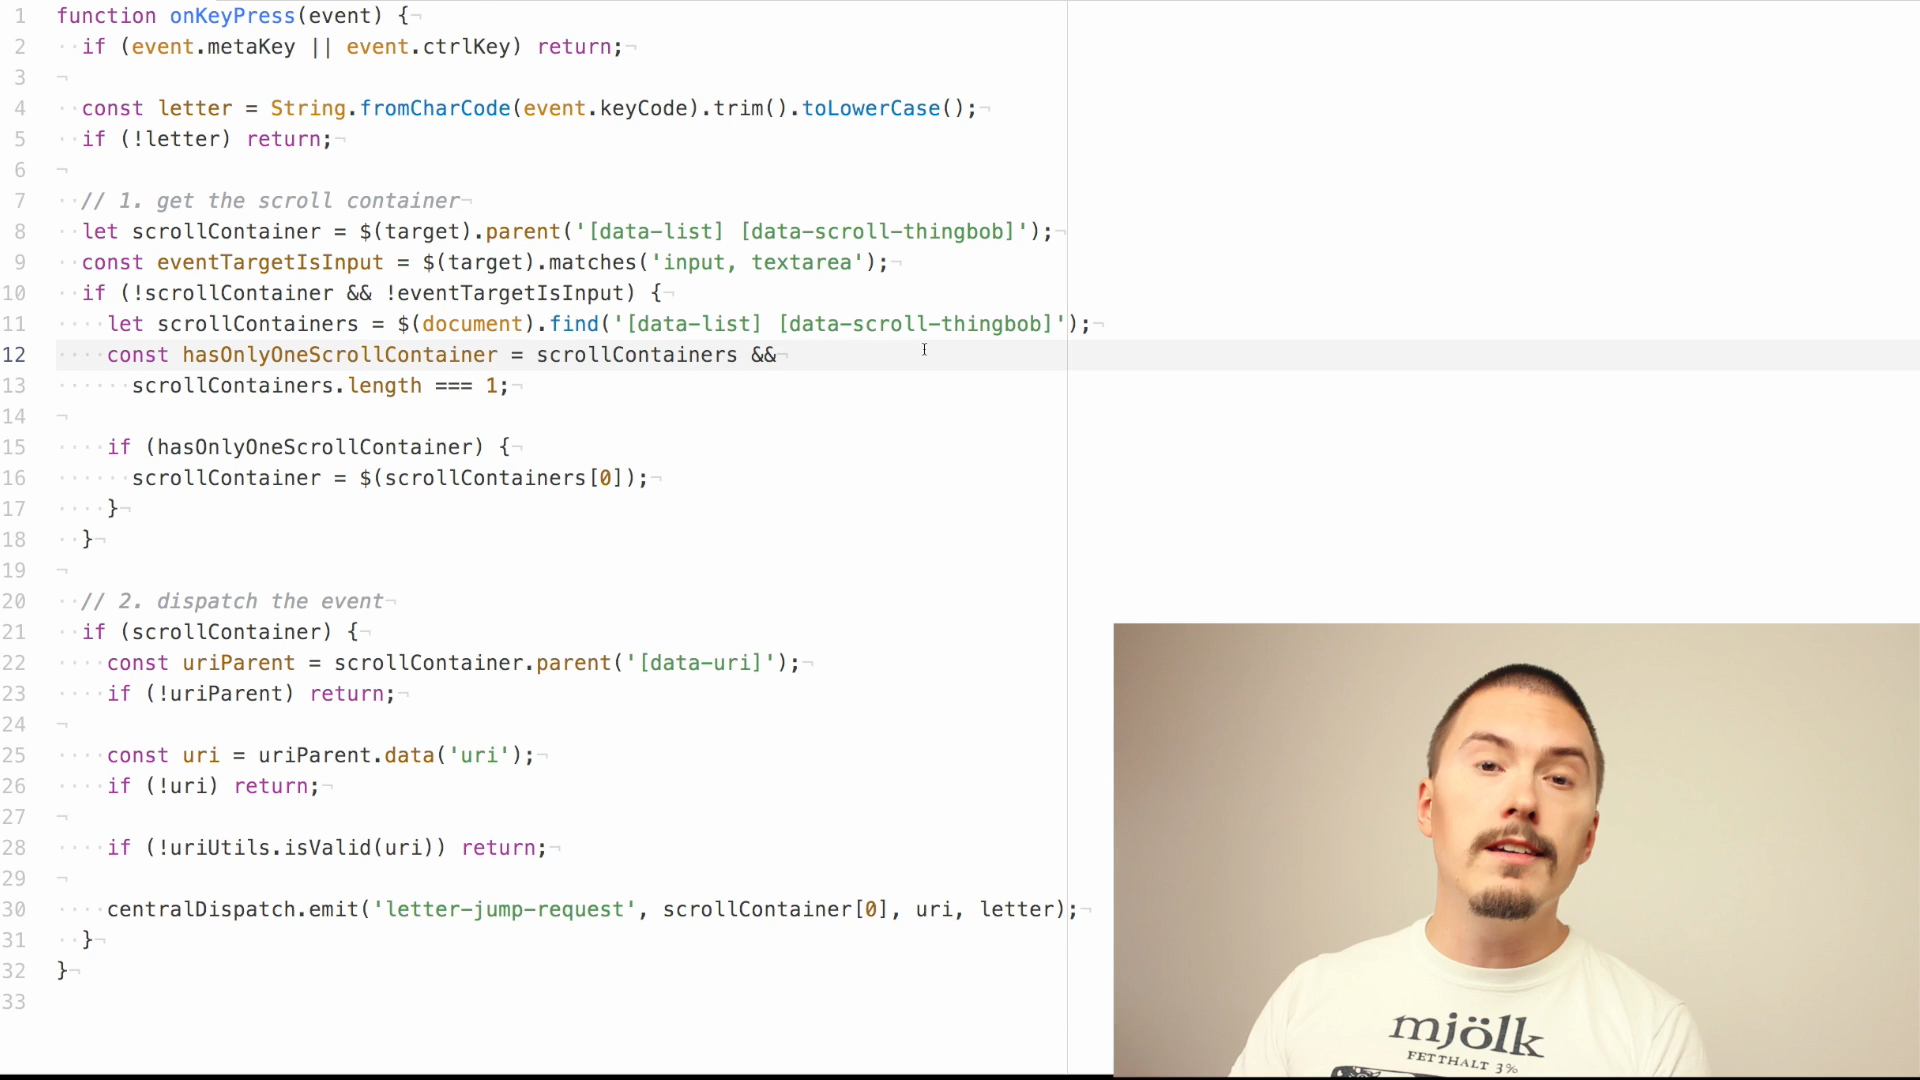 1 function onKeyPress(event) {
2 if (event.metaKey || event.ctrlKey) return;
3
4 const letter = String.fromCharCode(event.keyCode).trim().toLowerCase();
5 if (!letter) return;
6
7 // 1. get the scroll container
8 let scrollContainer = $(target).parent('[data-list] [data-scroll-thingbob]');
9 const eventTargetIsInput = $(target).matches('input, textarea');
10 if (!scrollContainer && !eventTargetIsInput) {
11 let scrollContainers = $(document).find('[data-list] [data-scroll-thingbob]');
12 const hasOnlyOneScrollContainer = scrollContainers &&
13 scrollContainers.length === 1;
14
15 if (hasOnlyOneScrollContainer) {
16 scrollContainer = $(scrollContainers[0]);
17 }
18 }
19
20 // 2. dispatch the event
21 if (scrollContainer) {
22 const uriParent = scrollContainer.parent('[data-uri]');
23 if (!uriParent) return;
24
25 const uri = uriParent.data('uri');
26 if (!uri) return;
27
28 if (!uriUtils.isValid(uri)) return;
29
30 centralDispatch.emit('letter-jump-request', scrollContainer[0], uri, letter);
31 }
32 }
33
mjölk
FETTHALT 3%